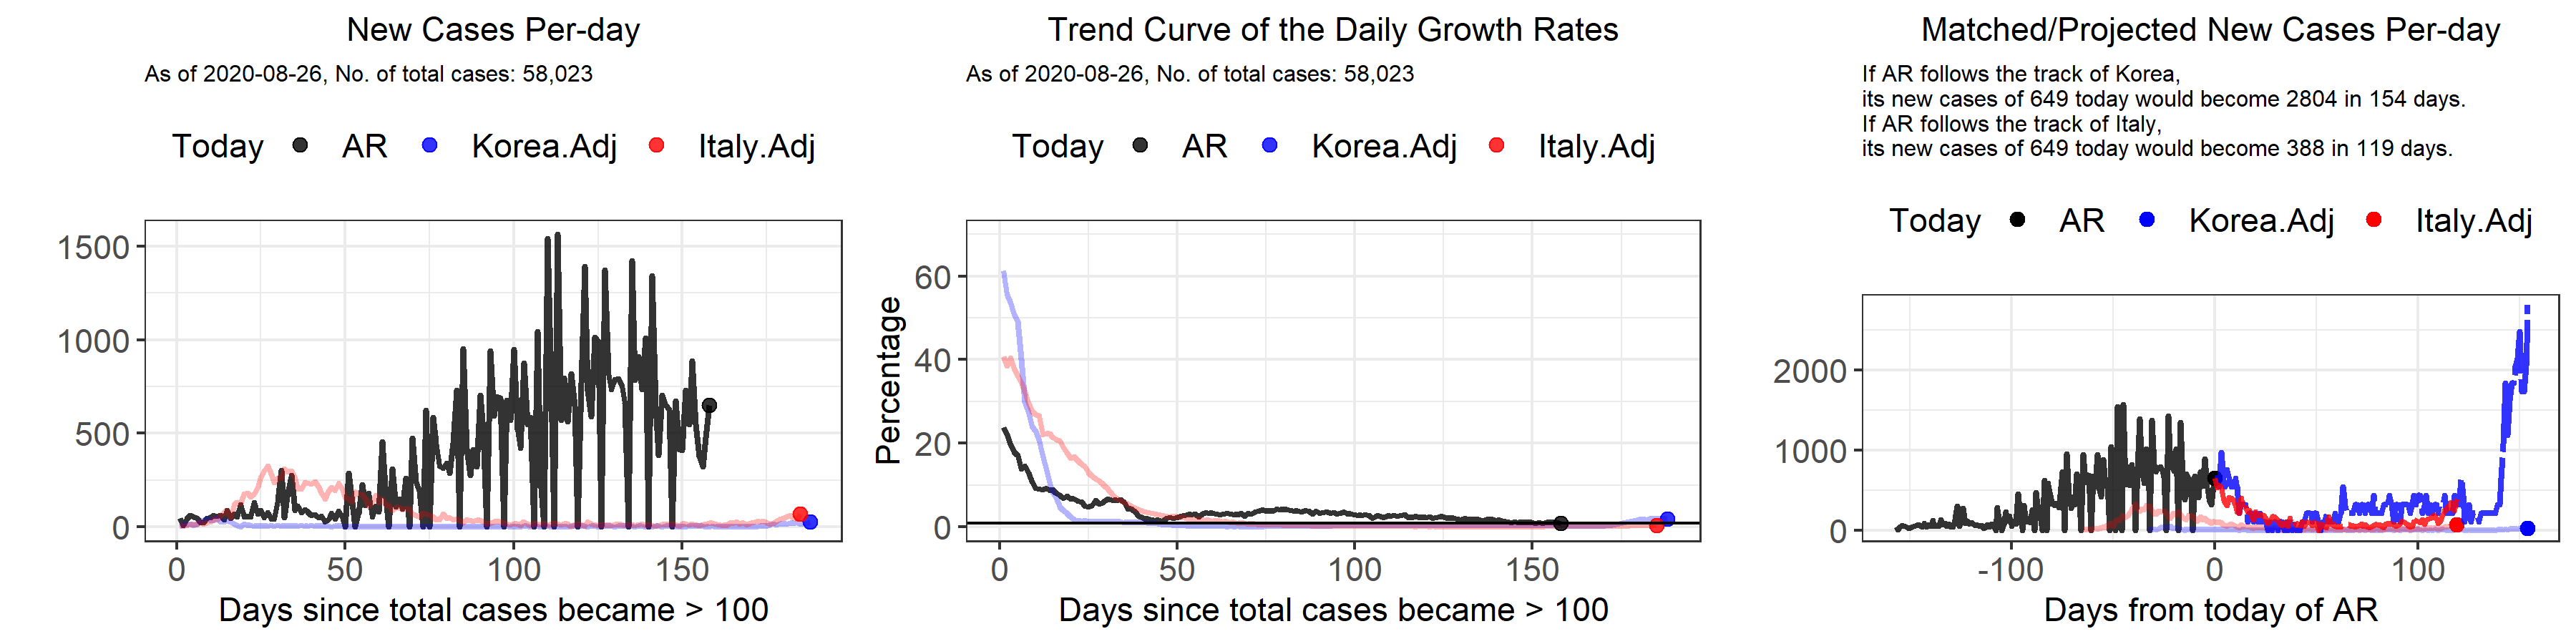 New Cases Per-day
As of 2020-08-26, No. of total cases: 58,023
Today AR Korea.Adj Italy.Adj
1500
1000
500
0
0 50 100 150
Days since total cases became > 100
Trend Curve of the Daily Growth Rates
As of 2020-08-26, No. of total cases: 58,023
Today AR Korea.Adj Italy.Adj
Percentage
60
40
20
0
0 50 100 150
Days since total cases became > 100
Matched/Projected New Cases Per-day
If AR follows the track of Korea,
its new cases of 649 today would become 2804 in 154 days.
If AR follows the track of Italy,
its new cases of 649 today would become 388 in 119 days.
Today AR Korea.Adj Italy.Adj
2000
1000
0
-100 0 100
Days from today of AR